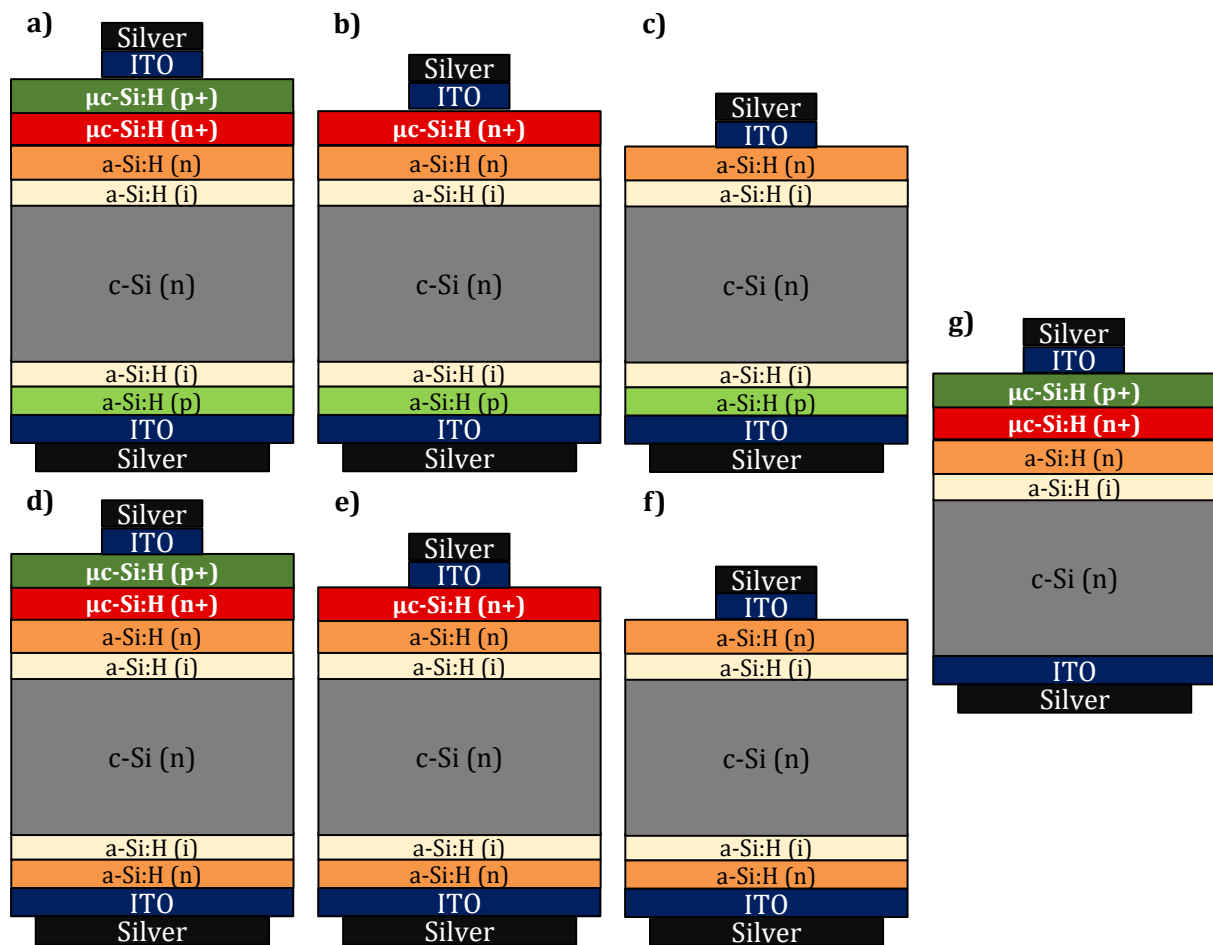 a)
Silver
ITO
µc-Si:H (p+)
µc-Si:H (n+)
a-Si:H (n)
a-Si:H (i)
c-Si (n)
a-Si:H (i)
a-Si:H (p)
ITO
Silver
b)
Silver
ITO
µc-Si:H (n+)
a-Si:H (n)
a-Si:H (i)
c-Si (n)
a-Si:H (i)
a-Si:H (p)
ITO
Silver
c)
Silver
ITO
a-Si:H (n)
a-Si:H (i)
c-Si (n)
a-Si:H (i)
a-Si:H (p)
ITO
Silver
d)
Silver
ITO
µc-Si:H (p+)
µc-Si:H (n+)
a-Si:H (n)
a-Si:H (i)
c-Si (n)
a-Si:H (i)
a-Si:H (n)
ITO
Silver
e)
Silver
ITO
µc-Si:H (n+)
a-Si:H (n)
a-Si:H (i)
c-Si (n)
a-Si:H (i)
a-Si:H (n)
ITO
Silver
f)
Silver
ITO
a-Si:H (n)
a-Si:H (i)
c-Si (n)
a-Si:H (i)
a-Si:H (n)
ITO
Silver
g)
Silver
ITO
µc-Si:H (p+)
µc-Si:H (n+)
a-Si:H (n)
a-Si:H (i)
c-Si (n)
ITO
Silver